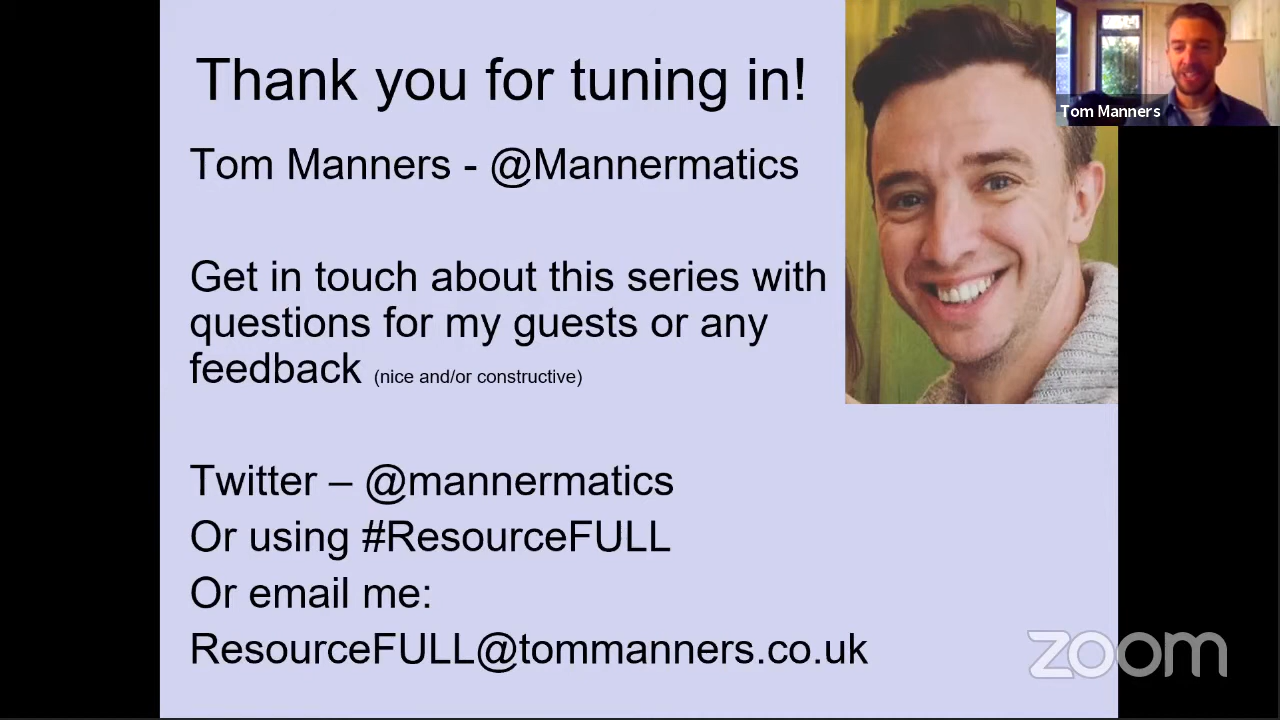 Thank you for tuning in!
Tom Manners
Tom Manners - @Mannermatics
Get in touch about this series with
questions for my guests or any
feedback (nice and/or constructive)
Twitter – @mannermatics
Or using #ResourceFULL
Or email me:
ResourceFULL@tommanners.co.uk
zoom